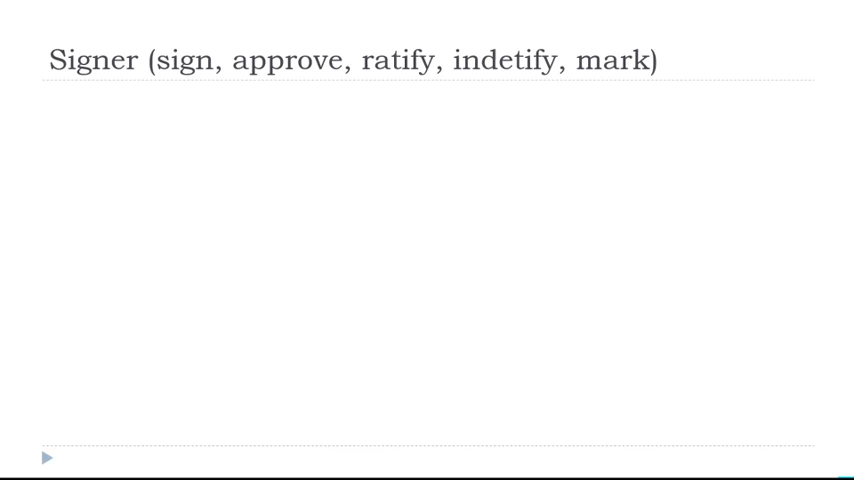 Signer (sign, approve, ratify, indetify, mark)